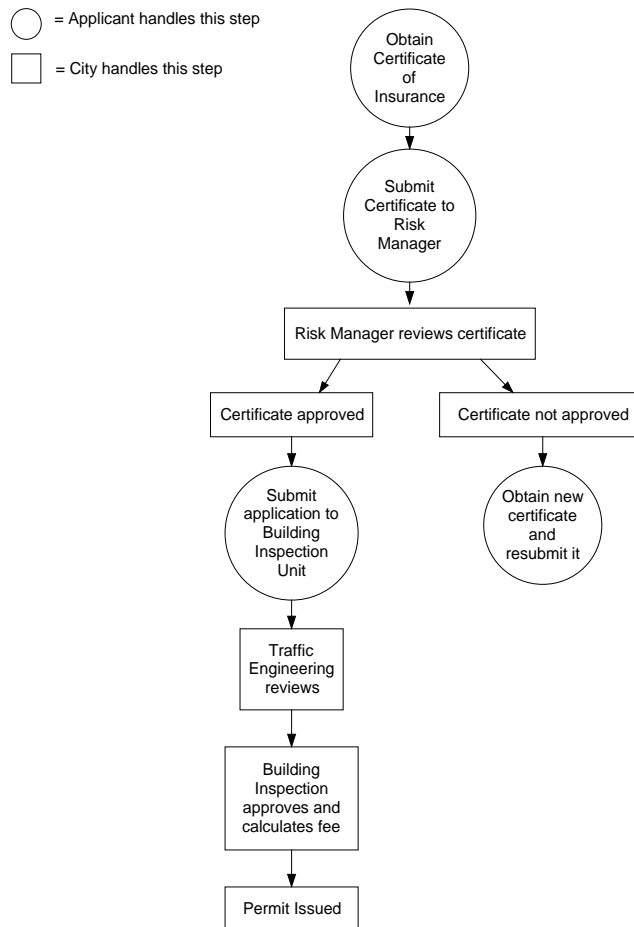 = Applicant handles this step
= City handles this step
Obtain
Certificate
of
Insurance
Submit
Certificate to
Risk
Manager
Risk Manager reviews certificate
Certificate approved
Certificate not approved
Submit
application to
Building
Inspection
Unit
Obtain new
certificate
and
resubmit it
Traffic
Engineering
reviews
Building
Inspection
approves and
calculates fee
Permit Issued